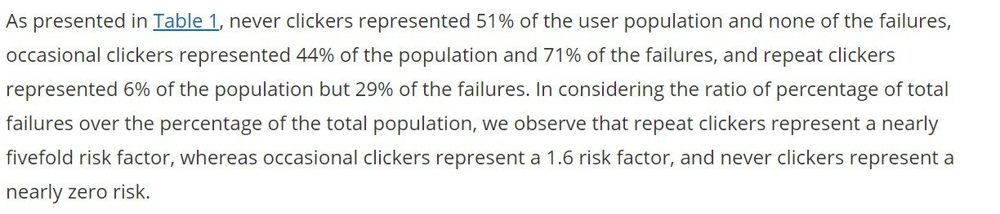 As presented in Table 1, never clickers represented 51% of the user population and none of the failures,
occasional clickers represented 44% of the population and 71% of the failures, and repeat clickers
represented 6% of the population but 29% of the failures. In considering the ratio of percentage of total
failures over the percentage of the total population, we observe that repeat clickers represent a nearly
fivefold risk factor, whereas occasional clickers represent a 1.6 risk factor, and never clickers represent a
nearly zero risk.